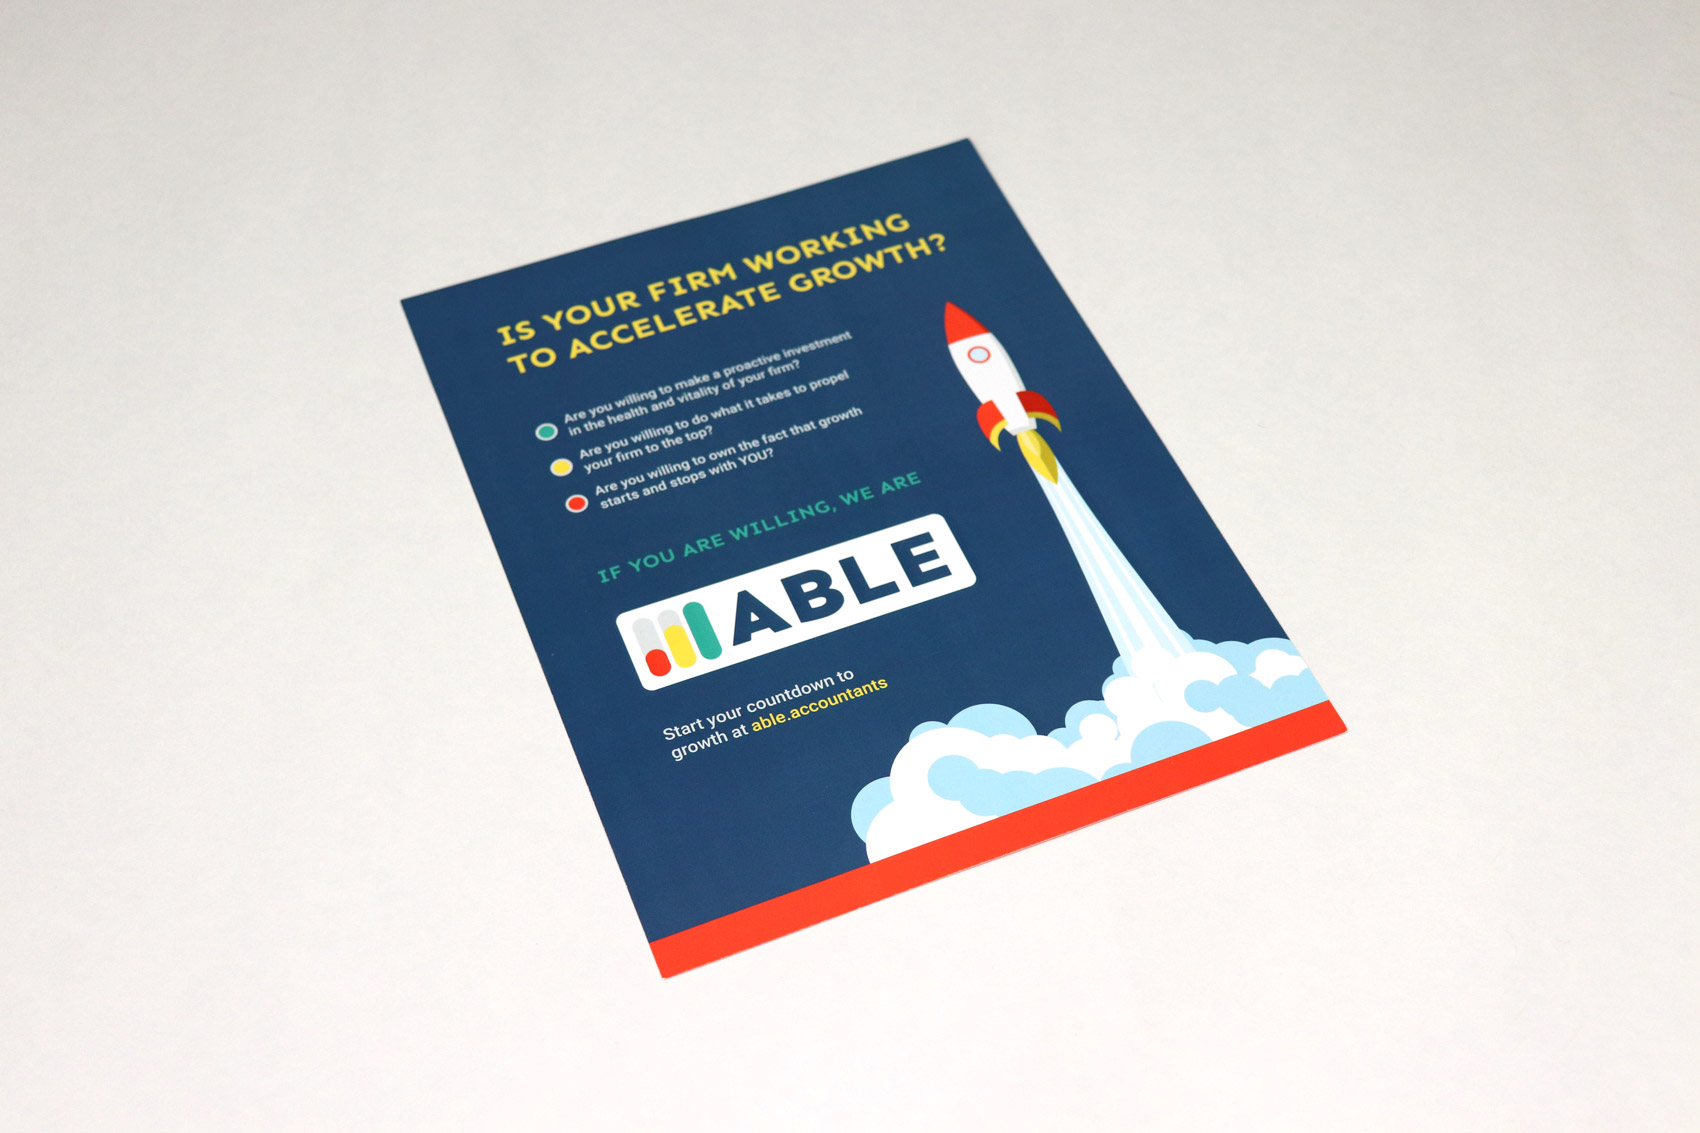 IS YOUR FIRM WORKING
TO ACCELERATE GROWTH?
Are you willing to make a proactive investment
in the health and vitality of your firm?
Are you willing to do what it takes to propel
your firm to the top?
Are you willing to own the fact that growth
starts and stops with YOU?
IF YOU ARE WILLING, WE ARE
ABLE
Start your countdown to
growth at able.accountants